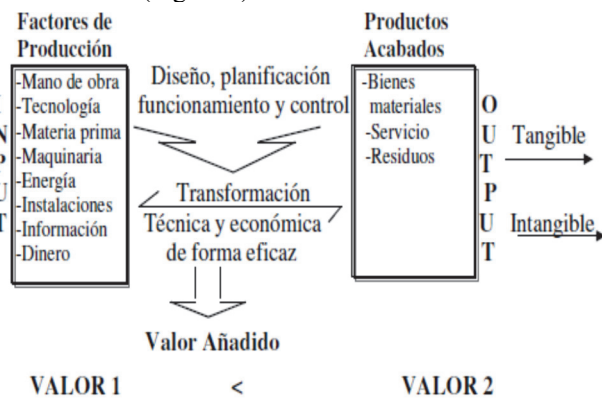 Factores de
Producción
-Mano de obra
-Tecnología
-Materia prima
-Maquinaria
-Energía
-Instalaciones
-Información
-Dinero
Diseño, planificación
funcionamiento y control
Transformación
Técnica y económica
de forma eficaz
Valor Añadido
Productos
Acabados
-Bienes
materiales
-Servicio
-Residuos
O
U
T
P
U
T
Tangible
Intangible
VALOR 1 < VALOR 2